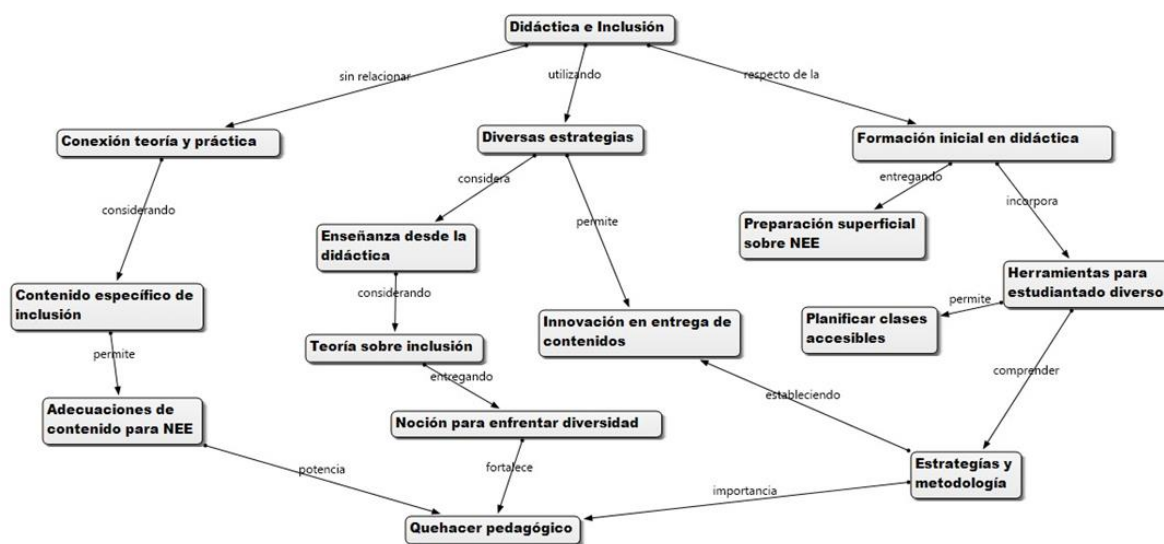 Didáctica e Inclusión
sin relacionar
utilizando
respecto de la
Conexión teoría y práctica
Diversas estrategias
Formación inicial en didáctica
considerando
considera
permite
entregando
incorpora
Preparación superficial
sobre NEE
Enseñanza desde la
didáctica
Herramientas para
estudiantado diverso
Contenido específico de
inclusión
considerando
permite
Planificar clases
accesibles
Innovación en entrega de
contenidos
Teoría sobre inclusión
permite
entregando
comprender
estableciendo
Adecuaciones de
contenido para NEE
Noción para enfrentar diversidad
potencia
fortalece
Estrategías y
metodología
importancia
Quehacer pedagógico